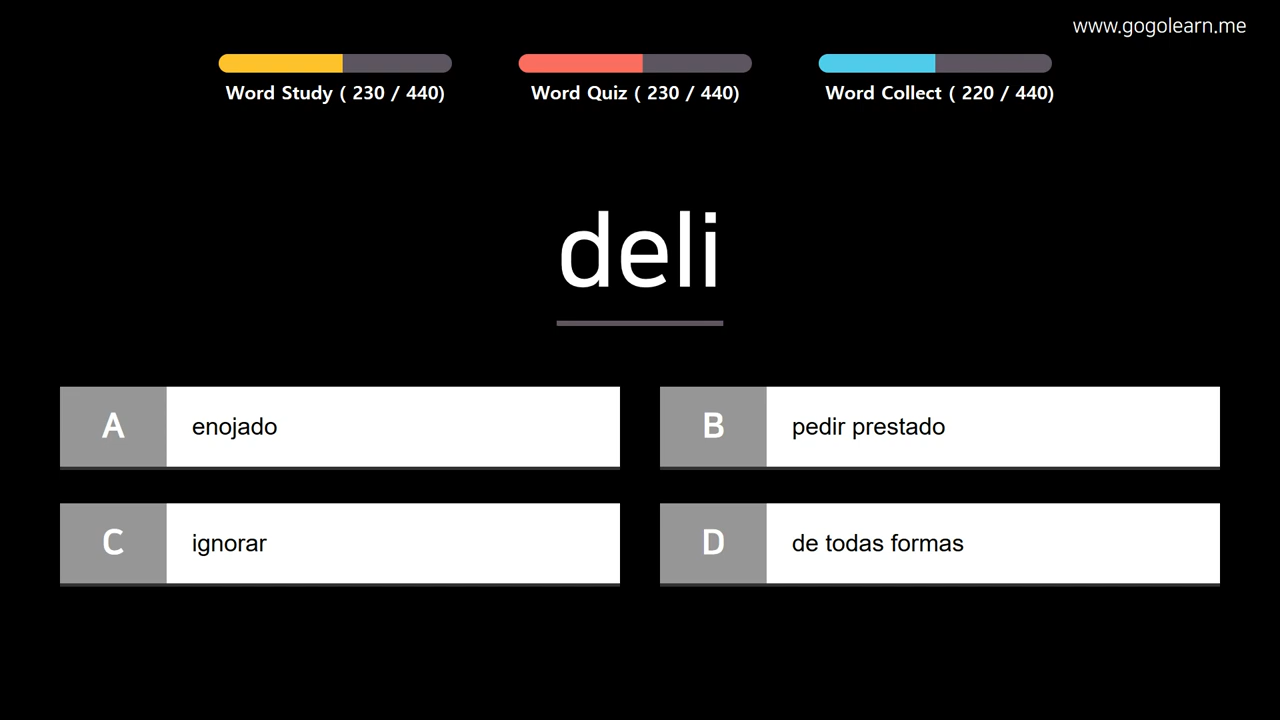 www.gogolearn.me
Word Study ( 230 / 440)
Word Quiz ( 230 / 440)
Word Collect ( 220 / 440)
deli
A enojado
B pedir prestado
C ignorar
D de todas formas